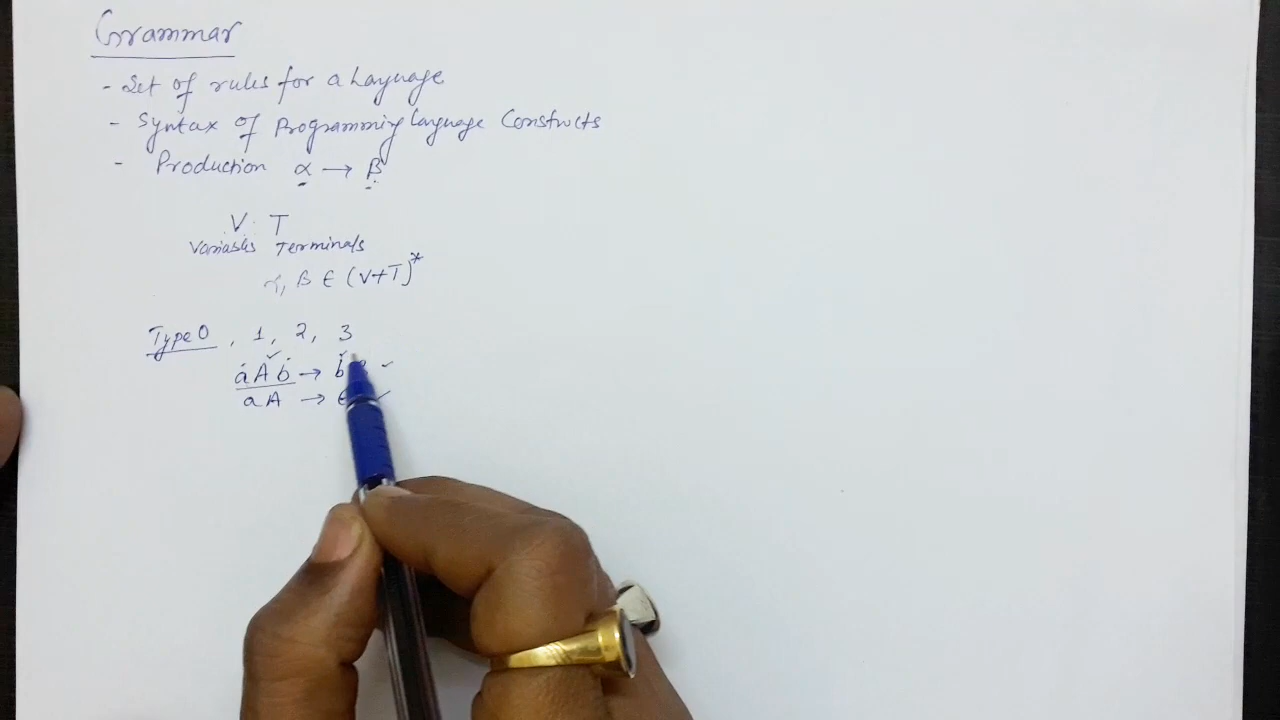 Grammar
- Set of rules for a Language
- Syntax of Programming Language Constructs
- Production α → β
V T
Variables Terminals
α, β ∈ (V+T)*
Type 0, 1, 2, 3
aAb → b
aA → ϵ